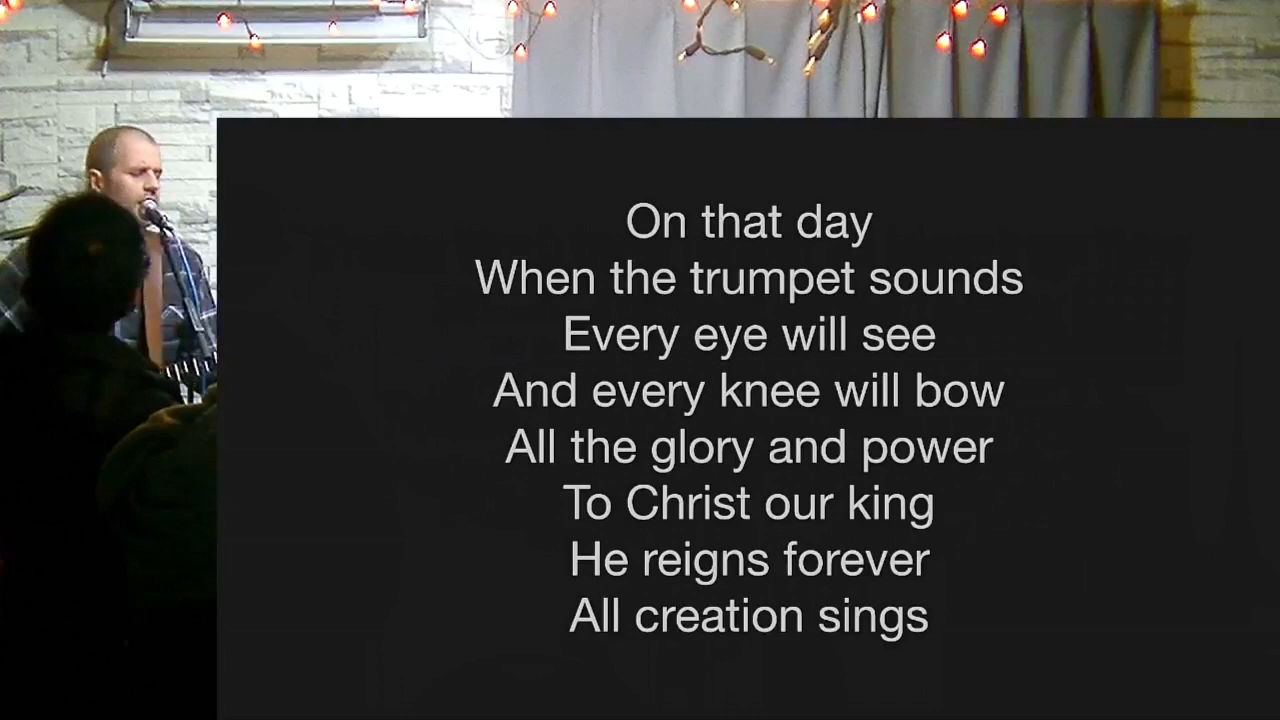 On that day
When the trumpet sounds
Every eye will see
And every knee will bow
All the glory and power
To Christ our king
He reigns forever
All creation sings